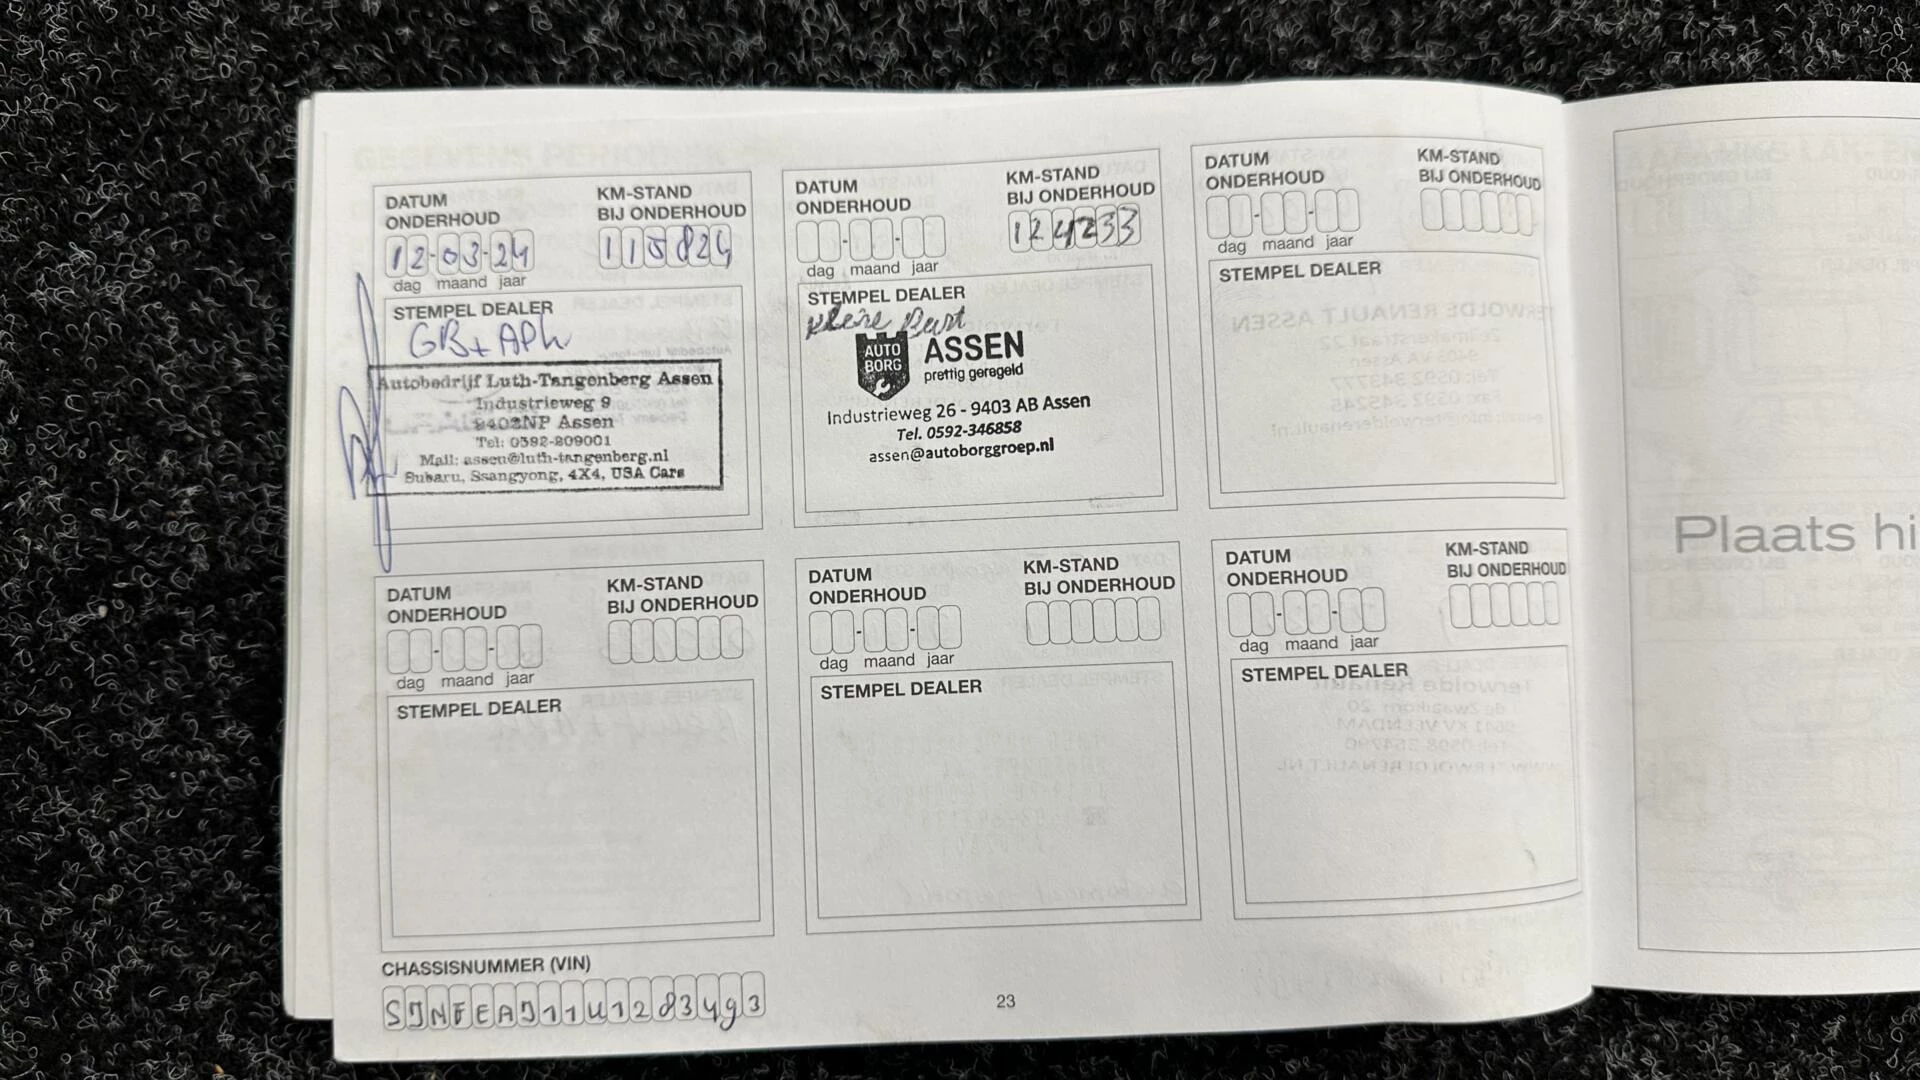 DATUM
ONDERHOUD
KM-STAND
BIJ ONDERHOUD
12-03-24
115824
dag maand jaar
STEMPEL DEALER
GB+APK
Autobedrijf Luth-Tangenberg Assen
Industrieweg 9
9402NP Assen
Tel: 0592-209001
Mail: assen@luth-tangenberg.nl
Subaru, Ssangyong, 4X4, USA Cars
DATUM
ONDERHOUD
KM-STAND
BIJ ONDERHOUD
124233
dag maand jaar
STEMPEL DEALER
kleine Beurt
AUTO
BORG
ASSEN
prettig geregeld
Industrieweg 26 - 9403 AB Assen
Tel. 0592-346858
assen@autoborggroep.nl
DATUM
ONDERHOUD
KM-STAND
BIJ ONDERHOUD
dag maand jaar
STEMPEL DEALER
DATUM
ONDERHOUD
KM-STAND
BIJ ONDERHOUD
dag maand jaar
STEMPEL DEALER
DATUM
ONDERHOUD
KM-STAND
BIJ ONDERHOUD
dag maand jaar
STEMPEL DEALER
DATUM
ONDERHOUD
KM-STAND
BIJ ONDERHOUD
dag maand jaar
STEMPEL DEALER
CHASSISNUMMER (VIN)
SJNFEAJ11U1283493
23
Plaats hi